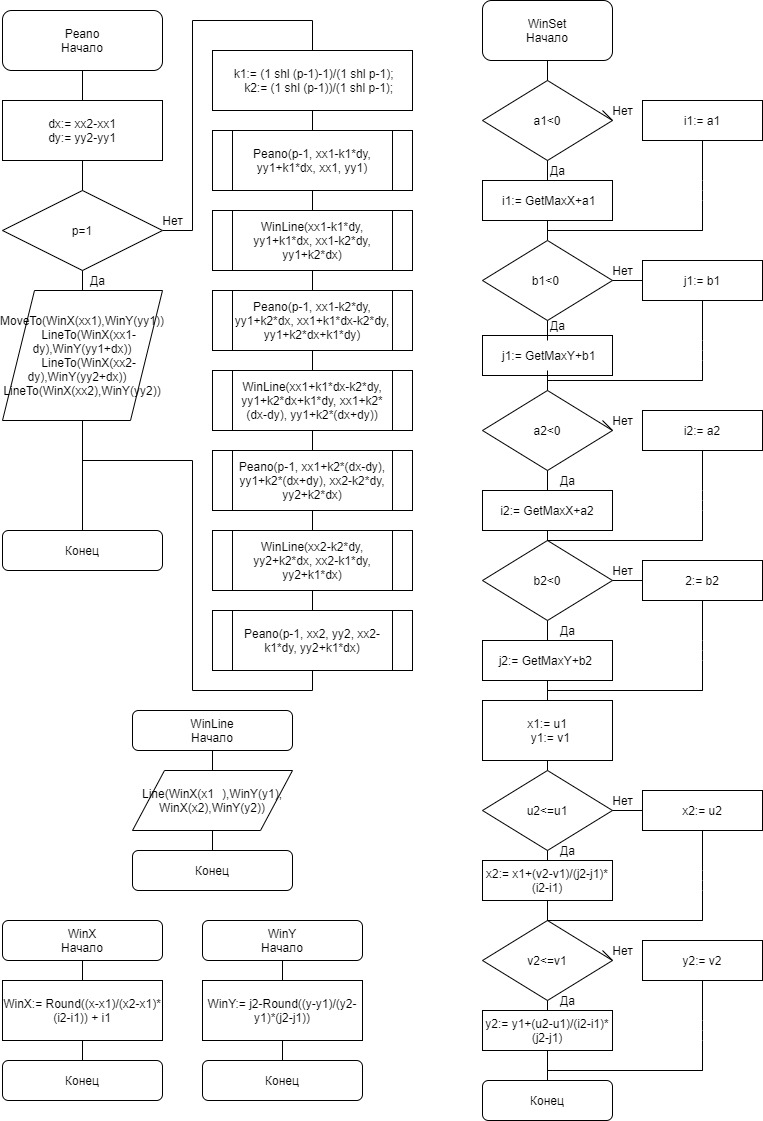 Peano
Начало
dx:= xx2-xx1
dy:= yy2-yy1
p=1
Нет
Да
MoveTo(WinX(xx1),WinY(yy1))
LineTo(WinX(xx1-
dy),WinY(yy1+dx))
LineTo(WinX(xx2-
dy),WinY(yy2+dx))
LineTo(WinX(xx2),WinY(yy2))
Конец
k1:= (1 shl (p-1)-1)/(1 shl p-1);
k2:= (1 shl (p-1))/(1 shl p-1);
Peano(p-1, xx1-k1*dy,
yy1+k1*dx, xx1, yy1)
WinLine(xx1-k1*dy,
yy1+k1*dx, xx1-k2*dy,
yy1+k2*dx)
Peano(p-1, xx1-k2*dy,
yy1+k2*dx, xx1+k1*dx-k2*dy,
yy1+k2*dx+k1*dy)
WinLine(xx1+k1*dx-k2*dy,
yy1+k2*dx+k1*dy, xx1+k2*
(dx-dy), yy1+k2*(dx+dy))
Peano(p-1, xx1+k2*(dx-dy),
yy1+k2*(dx+dy), xx2-k2*dy,
yy2+k2*dx)
WinLine(xx2-k2*dy,
yy2+k2*dx, xx2-k1*dy,
yy2+k1*dx)
Peano(p-1, xx2, yy2, xx2-
k1*dy, yy2+k1*dx)
WinLine
Начало
Line(WinX(x1 ),WinY(y1),
WinX(x2),WinY(y2))
Конец
WinX
Начало
WinX:= Round((x-x1)/(x2-x1)*
(i2-i1)) + i1
Конец
WinY
Начало
WinY:= j2-Round((y-y1)/(y2-
y1)*(j2-j1))
Конец
WinSet
Начало
a1<0
Нет
i1:= a1
Да
i1:= GetMaxX+a1
b1<0
Нет
j1:= b1
Да
j1:= GetMaxY+b1
a2<0
Нет
i2:= a2
Да
i2:= GetMaxX+a2
b2<0
Нет
2:= b2
Да
j2:= GetMaxY+b2
x1:= u1
y1:= v1
u2<=u1
Нет
x2:= u2
Да
x2:= x1+(v2-v1)/(j2-j1)*
(i2-i1)
v2<=v1
Нет
y2:= v2
Да
y2:= y1+(u2-u1)/(i2-i1)*
(j2-j1)
Конец